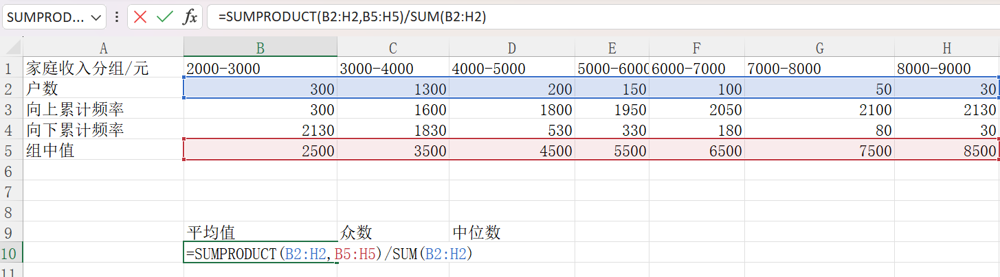 SUMPROD... fx =SUMPRODUCT(B2:H2,B5:H5)/SUM(B2:H2)
A B C D E F G H
1 家庭收入分组/元 2000-3000 3000-4000 4000-5000 5000-6000 6000-7000 7000-8000 8000-9000
2 户数 300 1300 200 150 100 50 30
3 向上累计频率 300 1600 1800 1950 2050 2100 2130
4 向下累计频率 2130 1830 530 330 180 80 30
5 组中值 2500 3500 4500 5500 6500 7500 8500
6
7
8
9 平均值 众数 中位数
10 =SUMPRODUCT(B2:H2,B5:H5)/SUM(B2:H2)
11